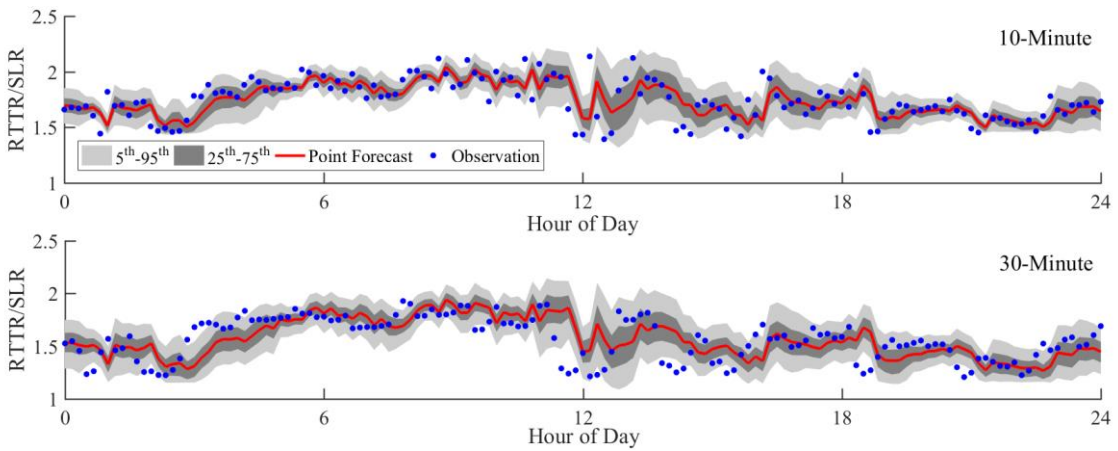 2.5
10-Minute
2
RTTR/SLR
1.5
5th-95th 25th-75th Point Forecast Observation
1
0 6 12 18 24
Hour of Day
2.5
30-Minute
2
RTTR/SLR
1.5
1
0 6 12 18 24
Hour of Day